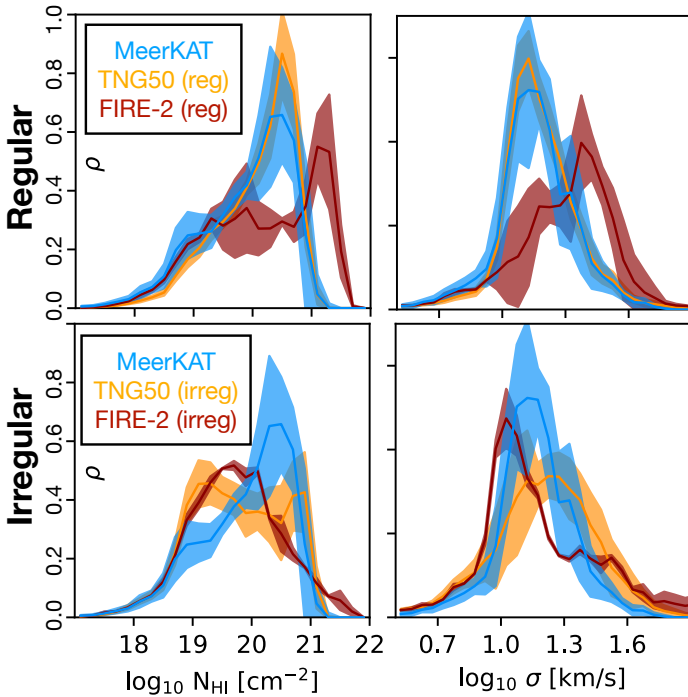 Regular
ρ
1.0
0.8
0.6
0.4
0.2
0.0
MeerKAT
TNG50 (reg)
FIRE-2 (reg)
Irregular
ρ
0.8
0.6
0.4
0.2
0.0
MeerKAT
TNG50 (irreg)
FIRE-2 (irreg)
18 19 20 21 22
0.7 1.0 1.3 1.6
log₁₀ N_HI [cm⁻²]
log₁₀ σ [km/s]